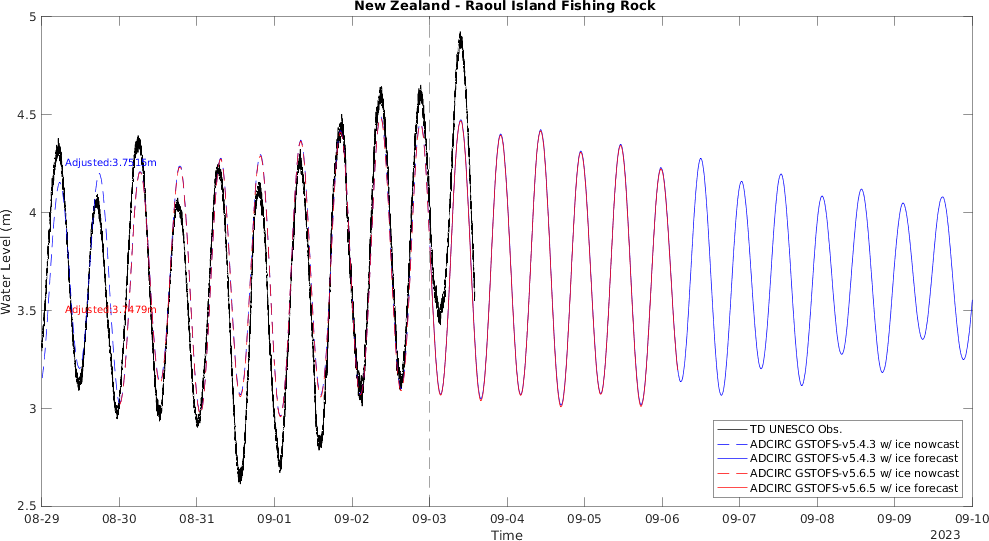 New Zealand - Raoul Island Fishing Rock
Water Level (m)
5
4.5
4
3.5
3
2.5
Adjusted:3.7516m
Adjusted:3.7479m
TD UNESCO Obs.
ADCIRC GSTOFS-v5.4.3 w/ ice nowcast
ADCIRC GSTOFS-v5.4.3 w/ ice forecast
ADCIRC GSTOFS-v5.6.5 w/ ice nowcast
ADCIRC GSTOFS-v5.6.5 w/ ice forecast
08-29 08-30 08-31 09-01 09-02 09-03 09-04 09-05 09-06 09-07 09-08 09-09 09-10
Time
2023